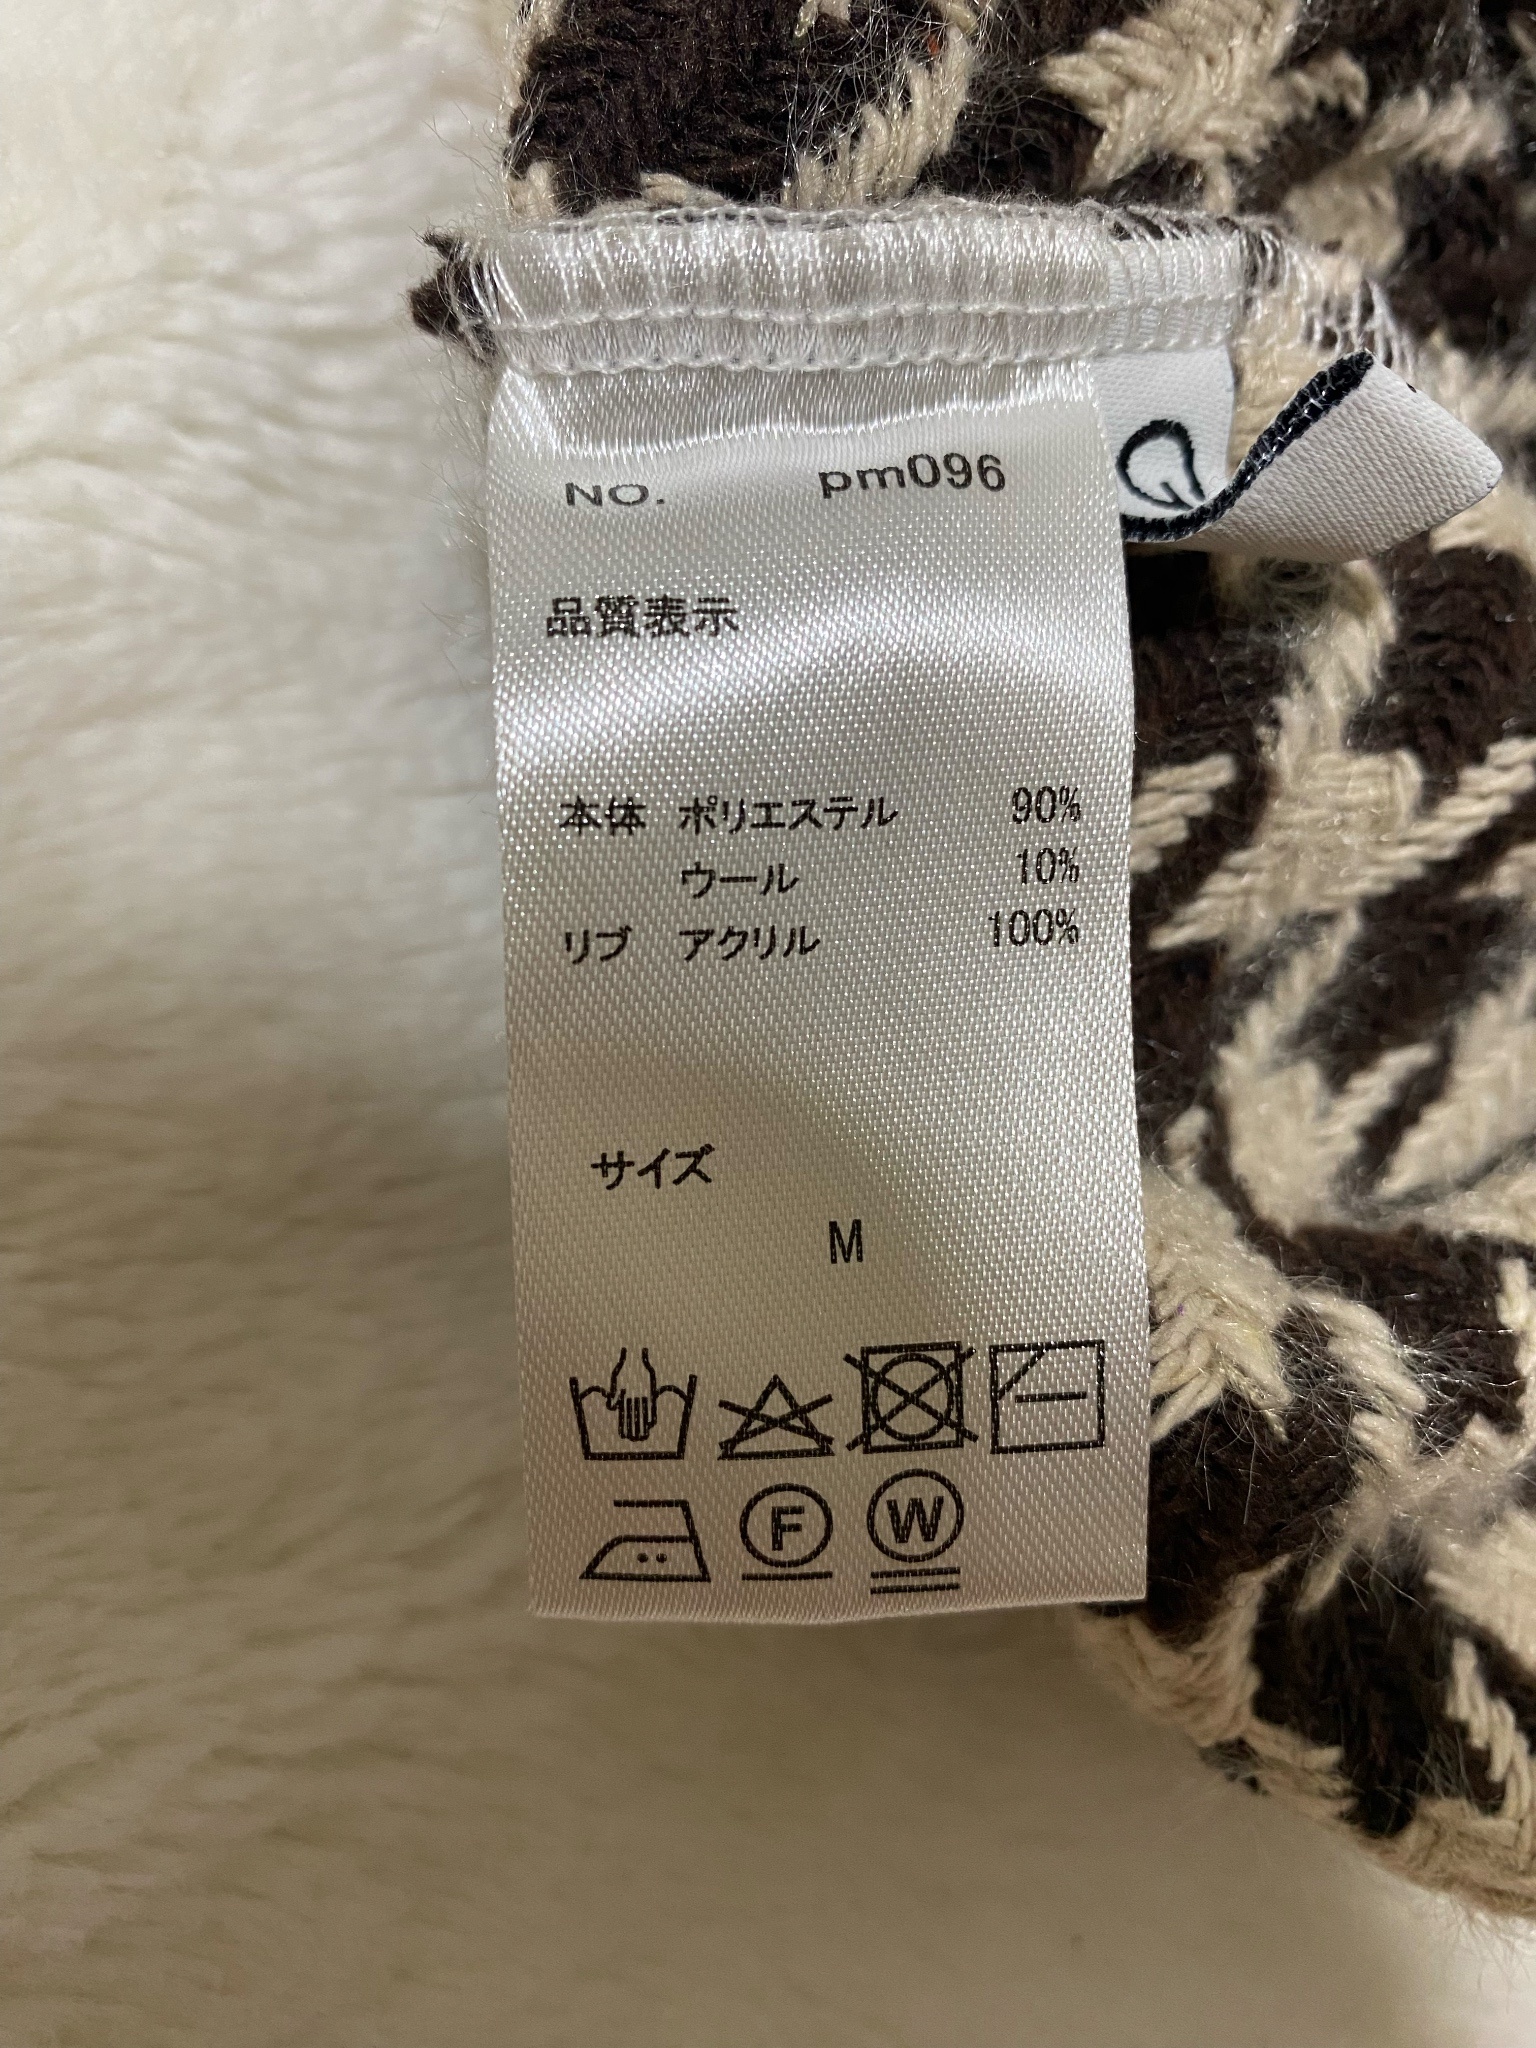 NO. pm096
品質表示
本体 ポリエステル 90%
ウール 10%
リブ アクリル 100%
サイズ
M
F W